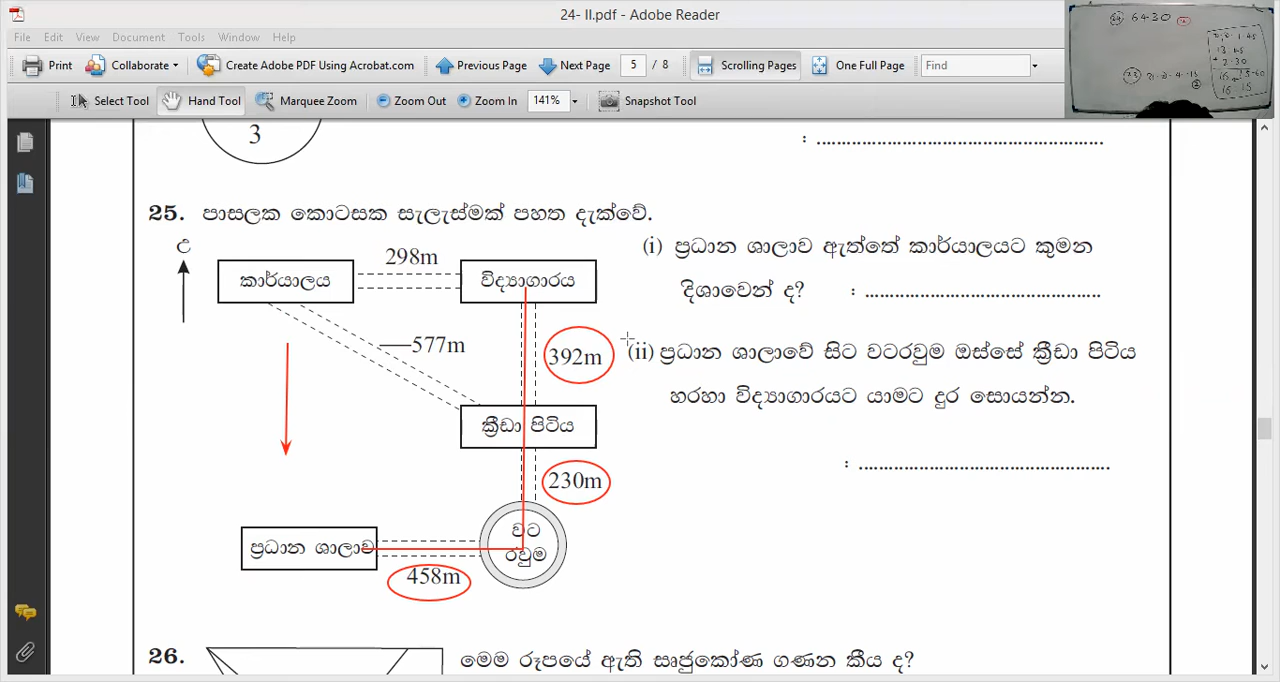 24- II.pdf - Adobe Reader
File Edit View Document Tools Window Help
Print Collaborate Create Adobe PDF Using Acrobat.com Previous Page Next Page 5 / 8 Scrolling Pages One Full Page Find
Select Tool Hand Tool Marquee Zoom Zoom Out Zoom In 141% Snapshot Tool
24 6430
3
: ......................................................
25. පාසලක කොටසක සැලැස්මක් පහත දැක්වේ.
උ
කාර්යාලය
298m
විද්‍යාගාරය
577m
392m
ක්‍රීඩා පිටිය
230m
වට
රවුම
ප්‍රධාන ශාලාව
458m
(i) ප්‍රධාන ශාලාව ඇත්තේ කාර්යාලයට කුමන
දිශාවෙන් ද? : .............................................
(ii) ප්‍රධාන ශාලාවේ සිට වටරවුම ඔස්සේ ක්‍රීඩා පිටිය
හරහා විද්‍යාගාරයට යාමට දුර සොයන්න.
: ................................................
26.
මෙම රූපයේ ඇති සෘජුකෝණ ගණන කීය ද?